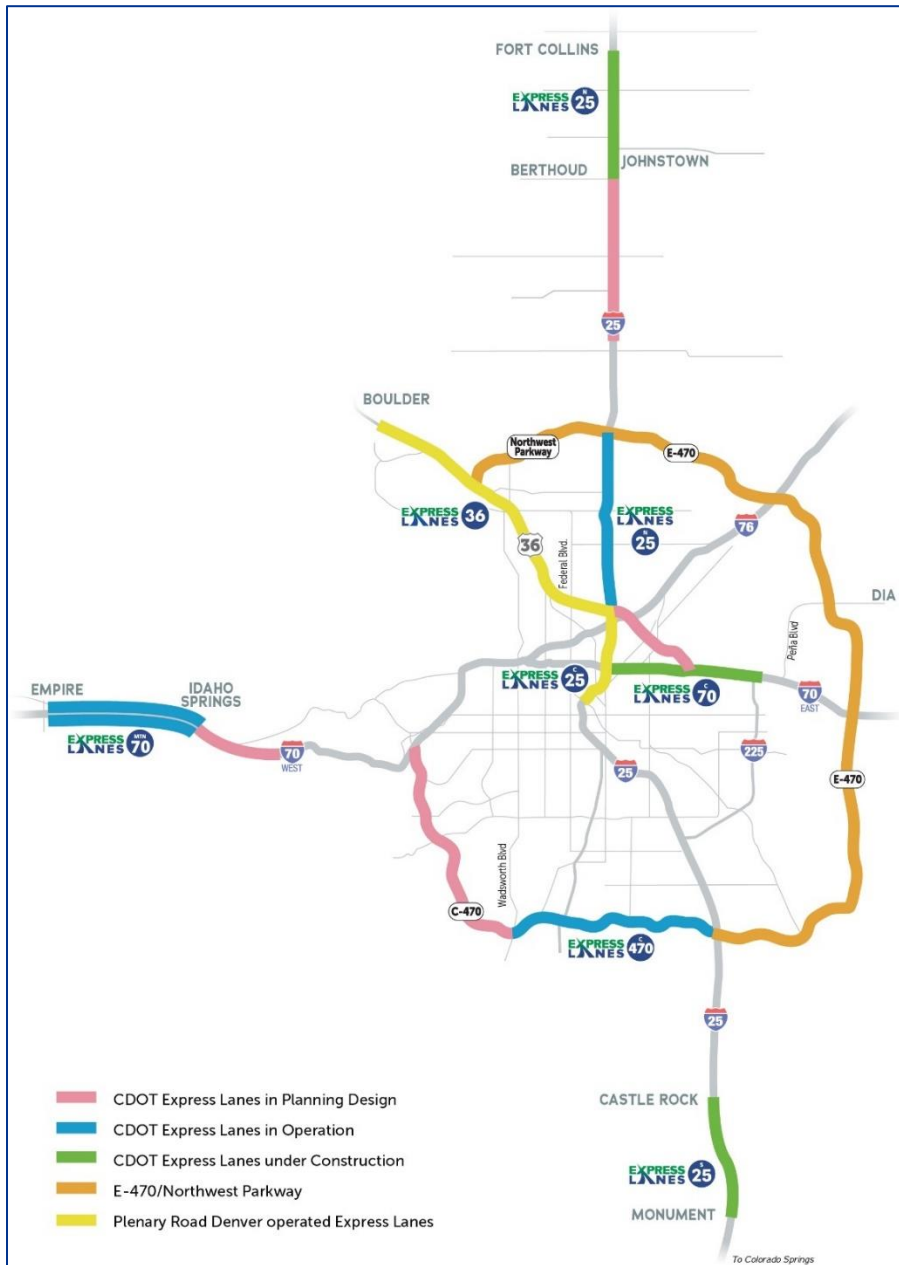 FORT COLLINS
EXPRESS
LANES
N
25
JOHNSTOWN
BERTHOUD
25
BOULDER
Northwest
Parkway
E-470
EXPRESS
LANES
36
EXPRESS
LANES
N
25
36
Federal Blvd.
76
DIA
Peña Blvd
EXPRESS
LANES
C
25
EXPRESS
LANES
C
70
70
EAST
EMPIRE
IDAHO
SPRINGS
EXPRESS
LANES
MTN
70
70
WEST
25
225
E-470
Wadsworth Blvd
C-470
EXPRESS
LANES
C
470
25
CASTLE ROCK
EXPRESS
LANES
S
25
MONUMENT
To Colorado Springs
CDOT Express Lanes in Planning Design
CDOT Express Lanes in Operation
CDOT Express Lanes under Construction
E-470/Northwest Parkway
Plenary Road Denver operated Express Lanes